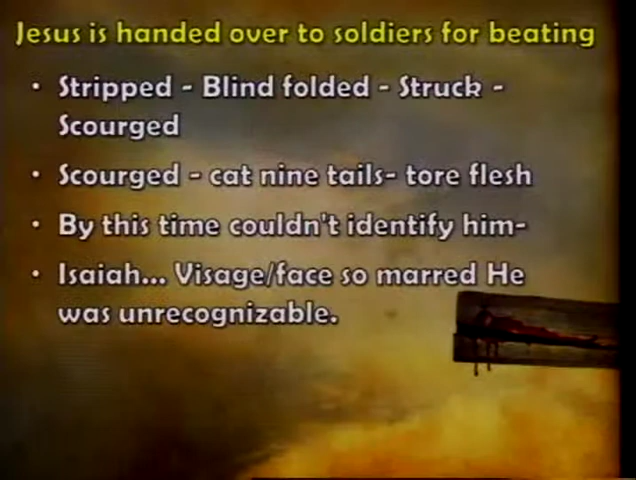 Jesus is handed over to soldiers for beating
• Stripped - Blind folded - Struck -
Scourged
• Scourged - cat nine tails- tore flesh
• By this time couldn't identify him-
• Isaiah... Visage/face so marred He
was unrecognizable.